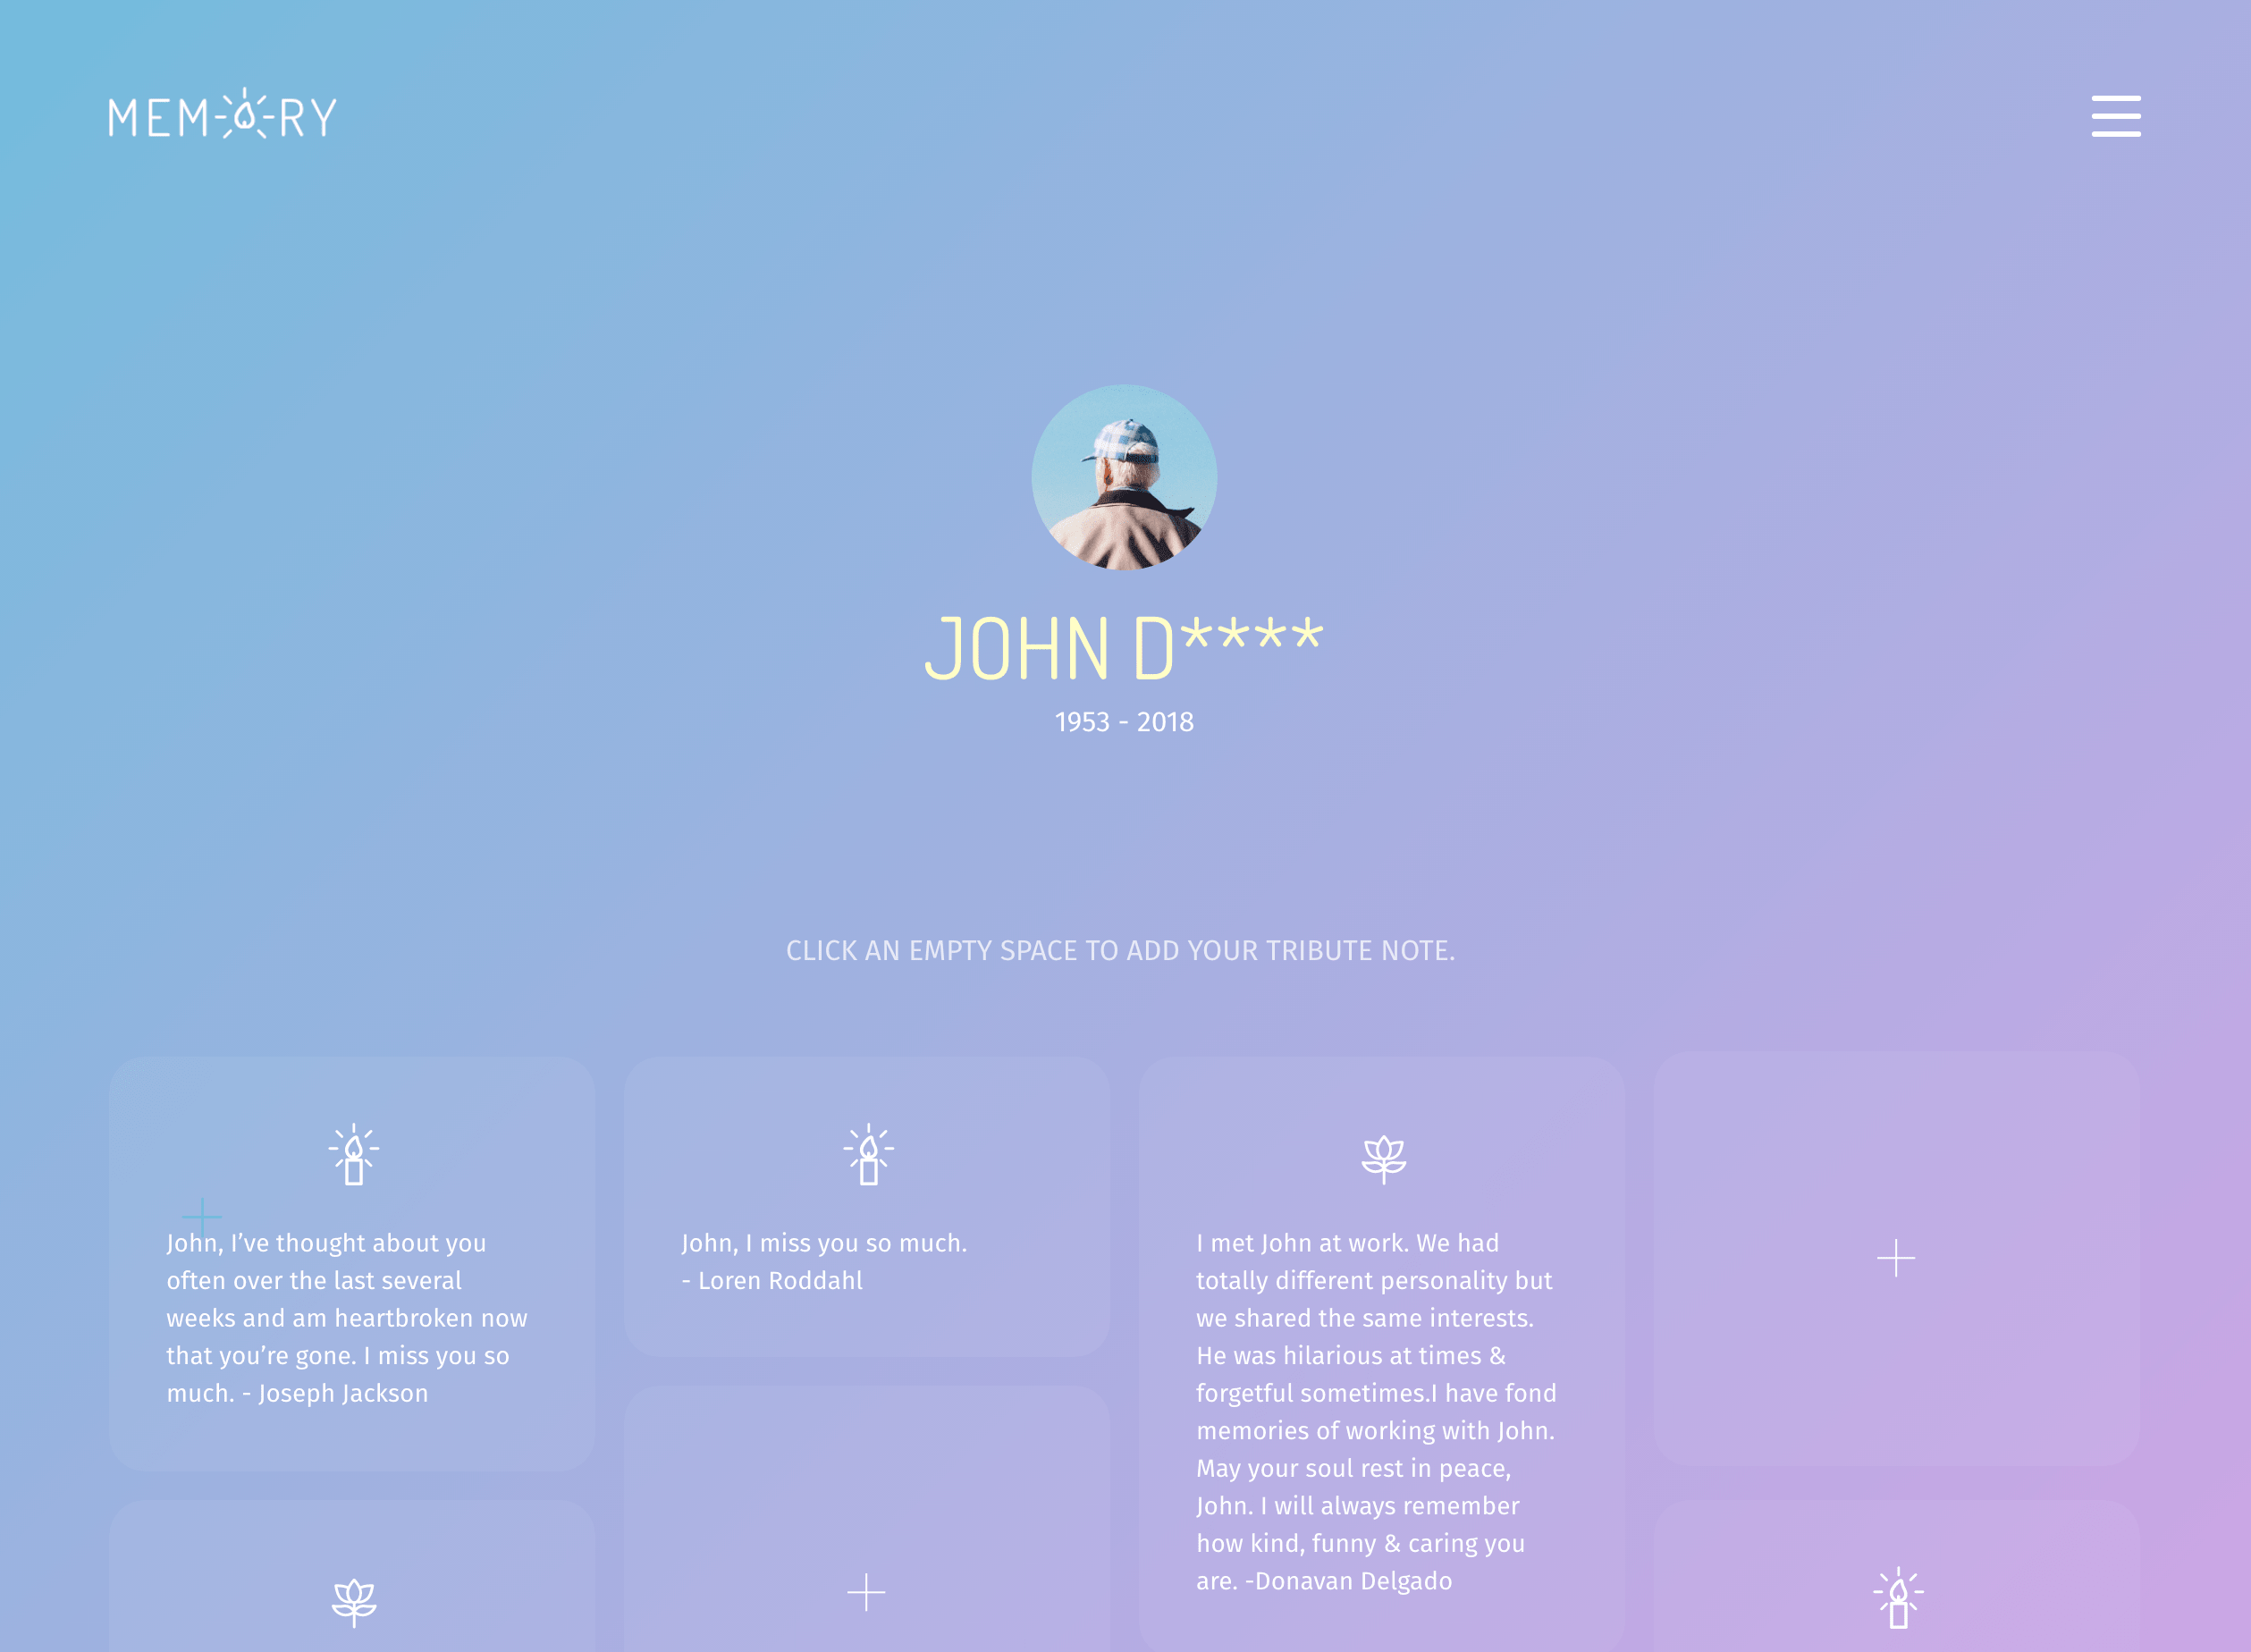 MEMORY
JOHN D****
1953 - 2018
CLICK AN EMPTY SPACE TO ADD YOUR TRIBUTE NOTE.
John, I’ve thought about you
often over the last several
weeks and am heartbroken now
that you’re gone. I miss you so
much. - Joseph Jackson
John, I miss you so much.
- Loren Roddahl
I met John at work. We had
totally different personality but
we shared the same interests.
He was hilarious at times &
forgetful sometimes.I have fond
memories of working with John.
May your soul rest in peace,
John. I will always remember
how kind, funny & caring you
are. -Donavan Delgado